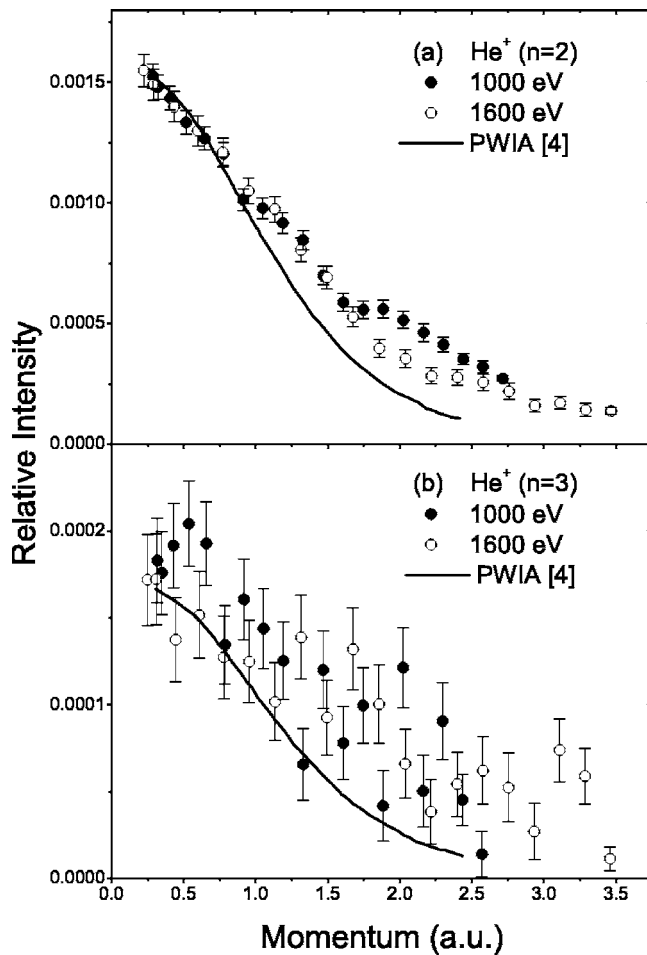 (a) He⁺ (n=2)
1000 eV
1600 eV
PWIA [4]
0.0015
0.0010
0.0005
0.0000
Relative Intensity
(b) He⁺ (n=3)
1000 eV
1600 eV
PWIA [4]
0.0002
0.0001
0.0000
0.0 0.5 1.0 1.5 2.0 2.5 3.0 3.5
Momentum (a.u.)